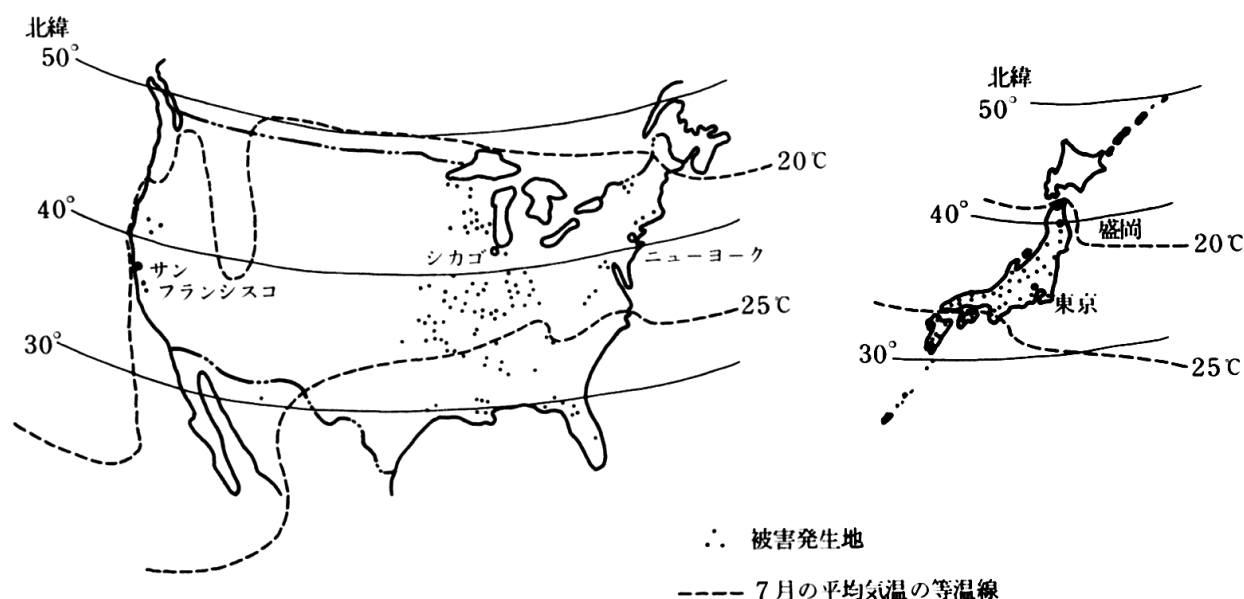 北緯
50°
40°
30°
サン
フランシスコ
シカゴ
ニューヨーク
20℃
25℃
北緯
50°
40°
30°
盛岡
東京
20℃
25℃
∴ 被害発生地
---- 7月の平均気温の等温線